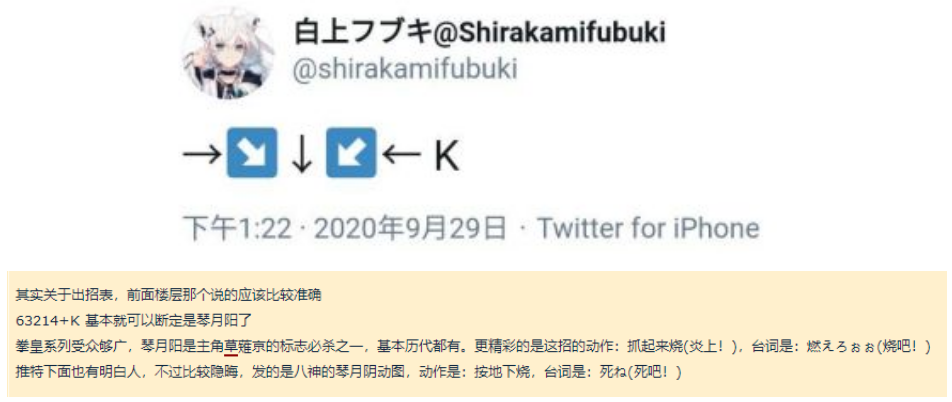 白上フブキ@Shirakamifubuki
@shirakamifubuki
→↘️↓↙️← K
下午1:22 · 2020年9月29日 · Twitter for iPhone
其实关于出招表，前面楼层那个说的应该比较准确
63214+K 基本就可以断定是琴月阳了
拳皇系列受众够广，琴月阳是主角草薙京的标志必杀之一，基本历代都有。更精彩的是这招的动作：抓起来烧(炎上！)，台词是：燃えろぉぉ(烧吧！)
推特下面也有明白人，不过比较隐晦，发的是八神的琴月阴动图，动作是：按地下烧，台词是：死ね(死吧！)